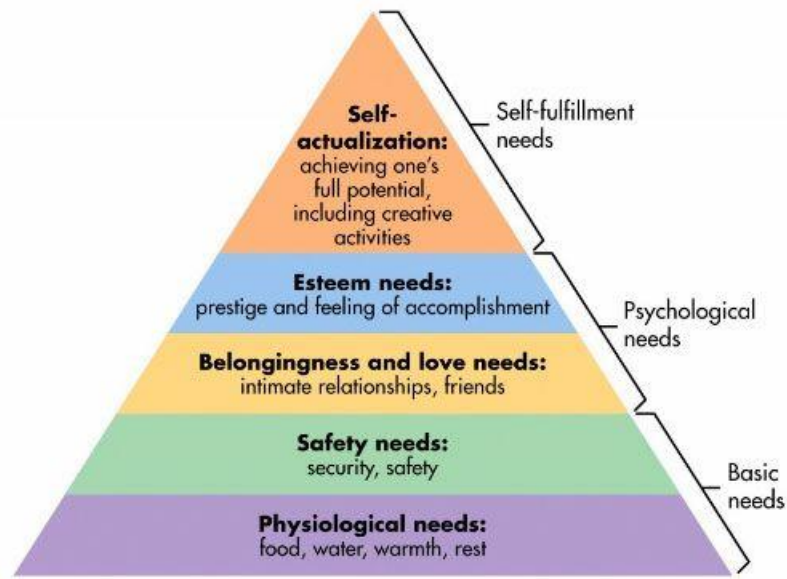 Self-
actualization:
achieving one's
full potential,
including creative
activities
Self-fulfillment
needs
Esteem needs:
prestige and feeling of accomplishment
Belongingness and love needs:
intimate relationships, friends
Psychological
needs
Safety needs:
security, safety
Physiological needs:
food, water, warmth, rest
Basic
needs